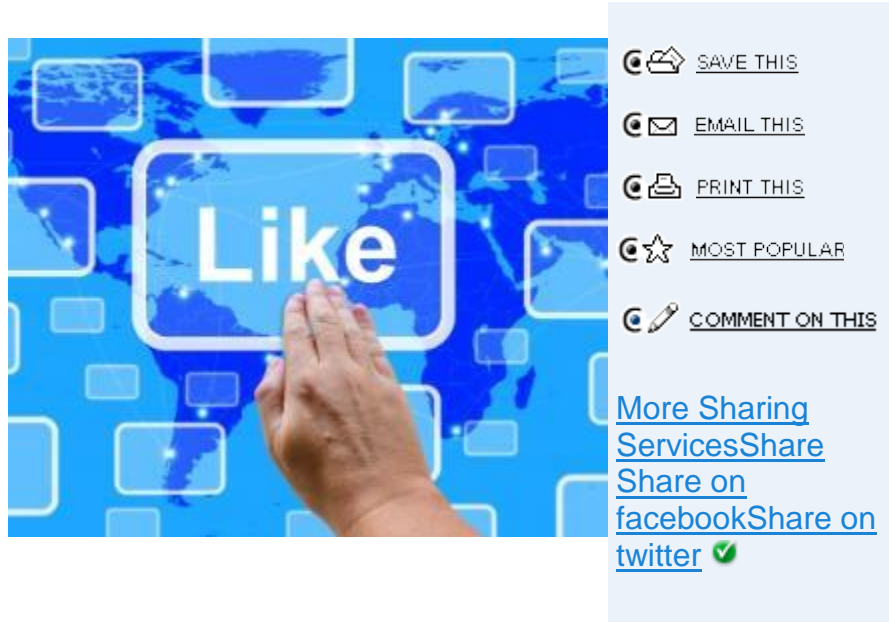 Like
SAVE THIS
EMAIL THIS
PRINT THIS
MOST POPULAR
COMMENT ON THIS
More Sharing
ServicesShare
Share on
facebookShare on
twitter